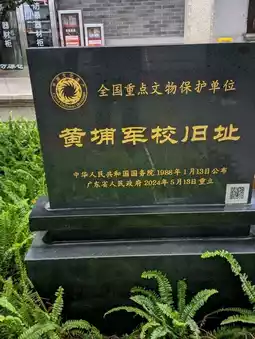 全国重点文物保护单位
黄埔军校旧址
中华人民共和国国务院 1988 年 1 月 13 日公布
广东省人民政府 2024 年 5 月 13 日重立